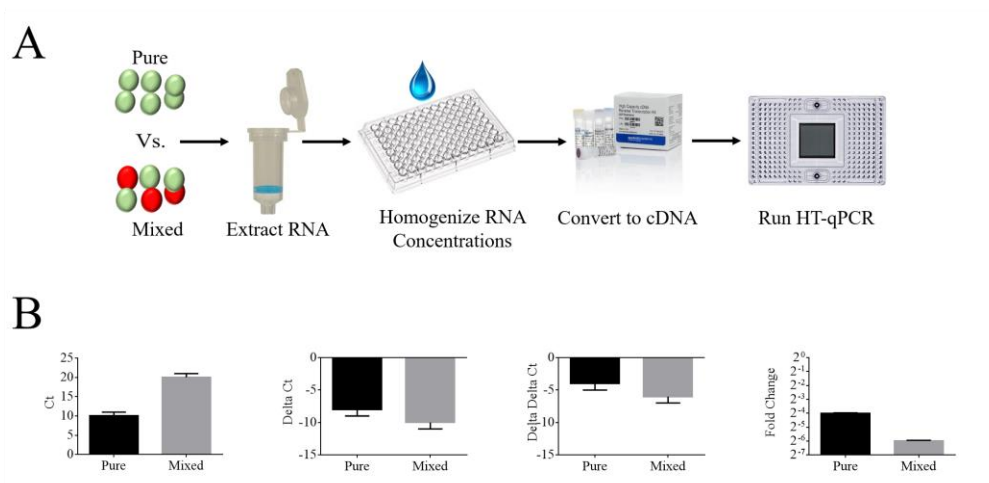 A
Pure
Vs.
Mixed
Extract RNA
Homogenize RNA
Concentrations
Convert to cDNA
Run HT-qPCR
B
Ct
25
20
15
10
5
0
Pure
Mixed
Delta Ct
0
-5
-10
-15
Pure
Mixed
Delta Delta Ct
0
-5
-10
-15
Pure
Mixed
Fold Change
2⁰
2⁻¹
2⁻²
2⁻³
2⁻⁴
2⁻⁵
2⁻⁶
2⁻⁷
Pure
Mixed